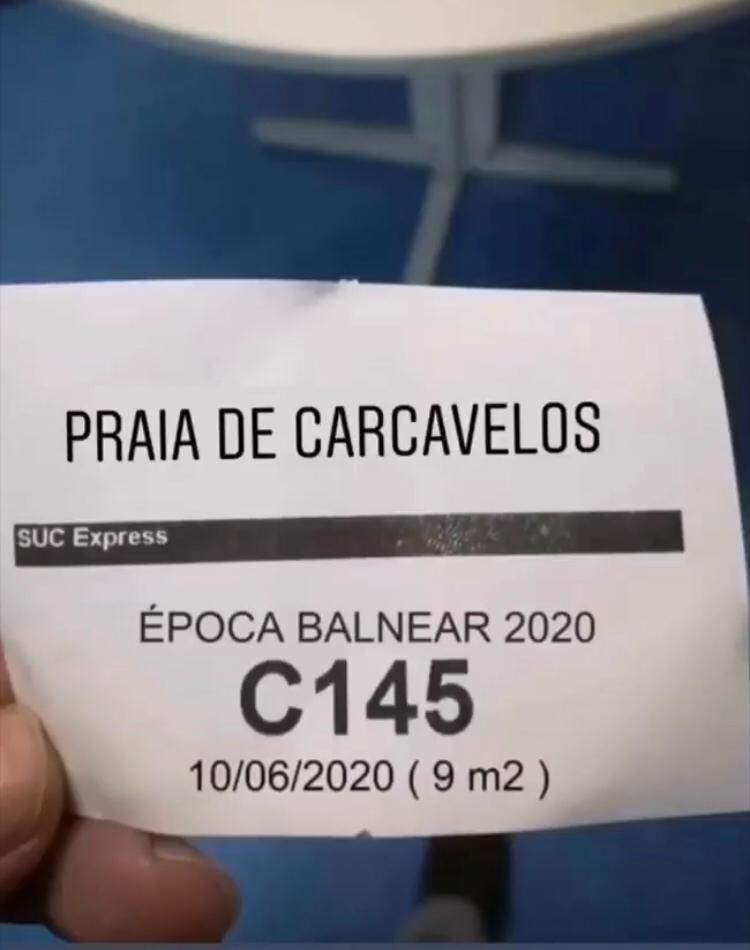 PRAIA DE CARCAVELOS
SUC Express
ÉPOCA BALNEAR 2020
C145
10/06/2020 ( 9 m2 )